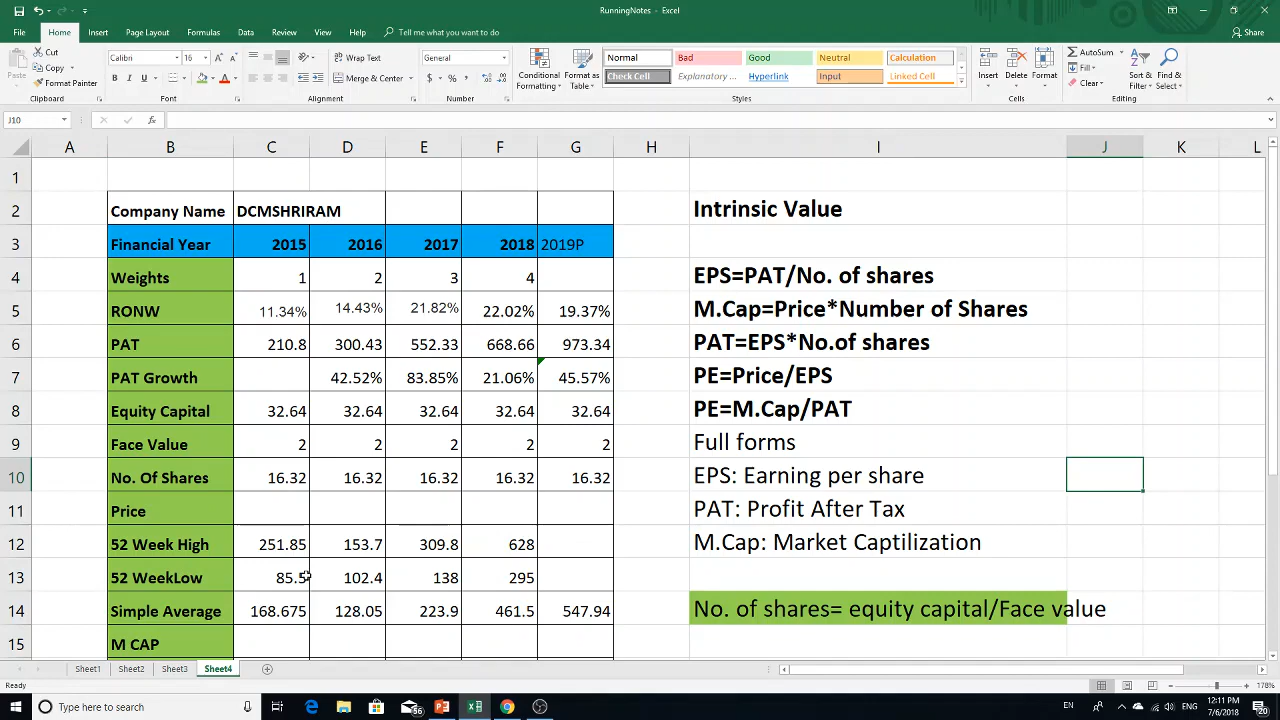 RunningNotes - Excel
File Home Insert Page Layout Formulas Data Review View Help Tell me what you want to do Share
Cut
Copy
Format Painter
Paste
Clipboard
Calibri 16
B I U
Font
Wrap Text
Merge & Center
Alignment
General
Number
Conditional Formatting
Format as Table
Normal Bad Good Neutral Calculation
Check Cell Explanatory ... Hyperlink Input Linked Cell
Styles
Insert Delete Format
Cells
AutoSum
Fill
Clear
Sort & Filter
Find & Select
Editing
J10 fx
A B C D E F G H I J K L
1
2 Company Name DCMSHRIRAM Intrinsic Value
3 Financial Year 2015 2016 2017 2018 2019P
4 Weights 1 2 3 4 EPS=PAT/No. of shares
5 RONW 11.34% 14.43% 21.82% 22.02% 19.37% M.Cap=Price*Number of Shares
6 PAT 210.8 300.43 552.33 668.66 973.34 PAT=EPS*No.of shares
7 PAT Growth 42.52% 83.85% 21.06% 45.57% PE=Price/EPS
8 Equity Capital 32.64 32.64 32.64 32.64 32.64 PE=M.Cap/PAT
9 Face Value 2 2 2 2 2 Full forms
10 No. Of Shares 16.32 16.32 16.32 16.32 16.32 EPS: Earning per share
11 Price PAT: Profit After Tax
12 52 Week High 251.85 153.7 309.8 628 M.Cap: Market Captilization
13 52 WeekLow 85.5 102.4 138 295
14 Simple Average 168.675 128.05 223.9 461.5 547.94 No. of shares= equity capital/Face value
15 M CAP
Sheet1 Sheet2 Sheet3 Sheet4
Ready 178%
Type here to search
EN
12:11 PM
7/6/2018